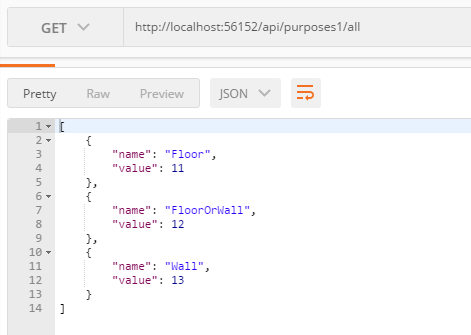 GET http://localhost:56152/api/purposes1/all
Pretty Raw Preview JSON
1 [
2 {
3 "name": "Floor",
4 "value": 11
5 },
6 {
7 "name": "FloorOrWall",
8 "value": 12
9 },
10 {
11 "name": "Wall",
12 "value": 13
13 }
14 ]